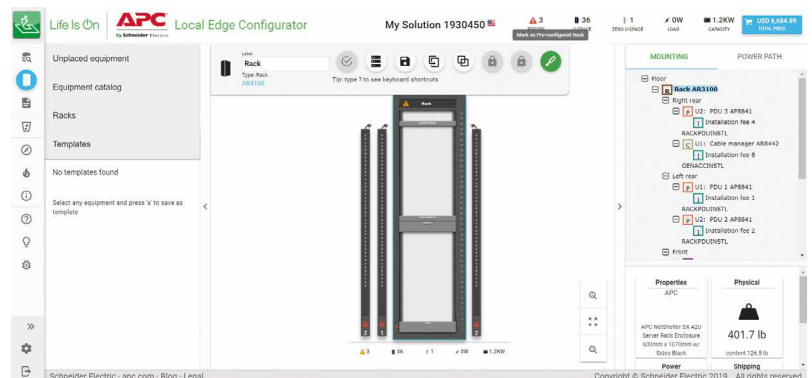 Life Is On
APC
by Schneider Electric
Local Edge Configurator
My Solution 1930450
3
36
1
0W
1.2KW
USD 6,684.89
ZERO U-SPACE
LOAD
CAPACITY
TOTAL PRICE
Mark as Pre-configured Rack
Unplaced equipment
Equipment catalog
Racks
Templates
No templates found
Select any equipment and press 's' to save as
template
Label
Rack
Type: Rack
AR3100
Tip: type ? to see keyboard shortcuts
Rack
2
1
2
3
36
1
0W
1.2KW
MOUNTING
POWER PATH
Floor
R Rack AR3100
Right rear
P U2: PDU 3 AP8841
I Installation fee 4
RACKPDUINSTL
C U1: Cable manager AR8442
I Installation fee 8
GENACCINSTL
Left rear
P U1: PDU 1 AP8841
I Installation fee 1
RACKPDUINSTL
P U2: PDU 2 AP8841
I Installation fee 2
RACKPDUINSTL
Front
Properties
APC
APC NetShelter SX 42U
Server Rack Enclosure
600mm x 1070mm w/
Sides Black
Physical
401.7 lb
content 126.5 lb
Power
Shipping
Schneider Electric - apc.com - Blog - Legal
Copyright © Schneider Electric 2019 All rights reserved